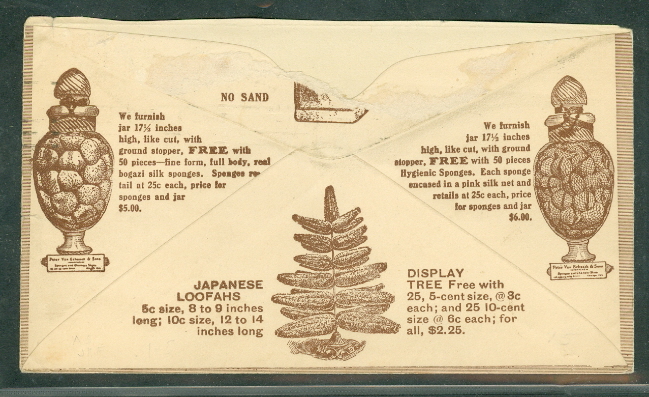 NO SAND
We furnish
jar 17½ inches
high, like cut, with
ground stopper, FREE with
50 pieces—fine form, full body, real
bogazi silk sponges. Sponges re-
tail at 25c each, price for
sponges and jar
$5.00.
We furnish
jar 17½ inches
high, like cut, with ground
stopper, FREE with 50 pieces
Hygienic Sponges. Each sponge
encased in a pink silk net and
retails at 25c each, price
for sponges and jar
$6.00.
JAPANESE
LOOFAHS
5c size, 8 to 9 inches
long; 10c size, 12 to 14
inches long
DISPLAY
TREE Free with
25, 5-cent size, @ 3c
each; and 25 10-cent
size @ 6c each; for
all, $2.25.